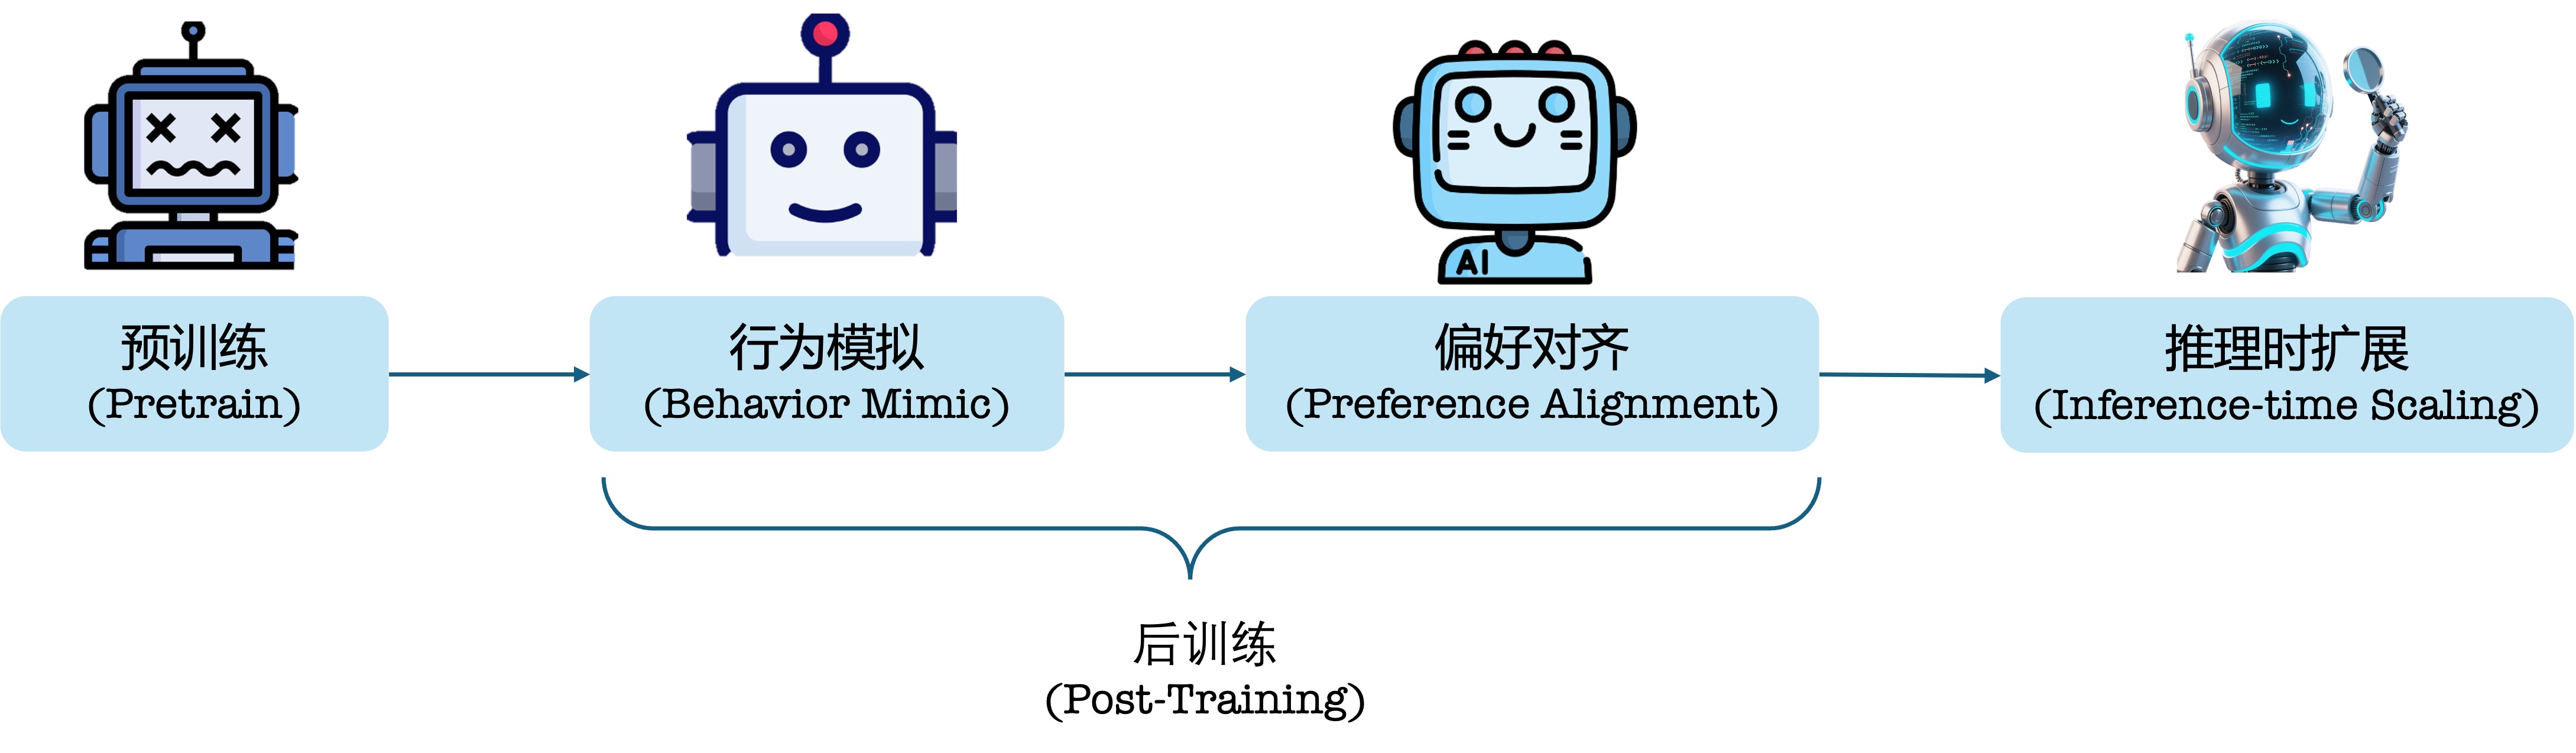 AI
预训练
(Pretrain)
行为模拟
(Behavior Mimic)
偏好对齐
(Preference Alignment)
推理时扩展
(Inference-time Scaling)
后训练
(Post-Training)